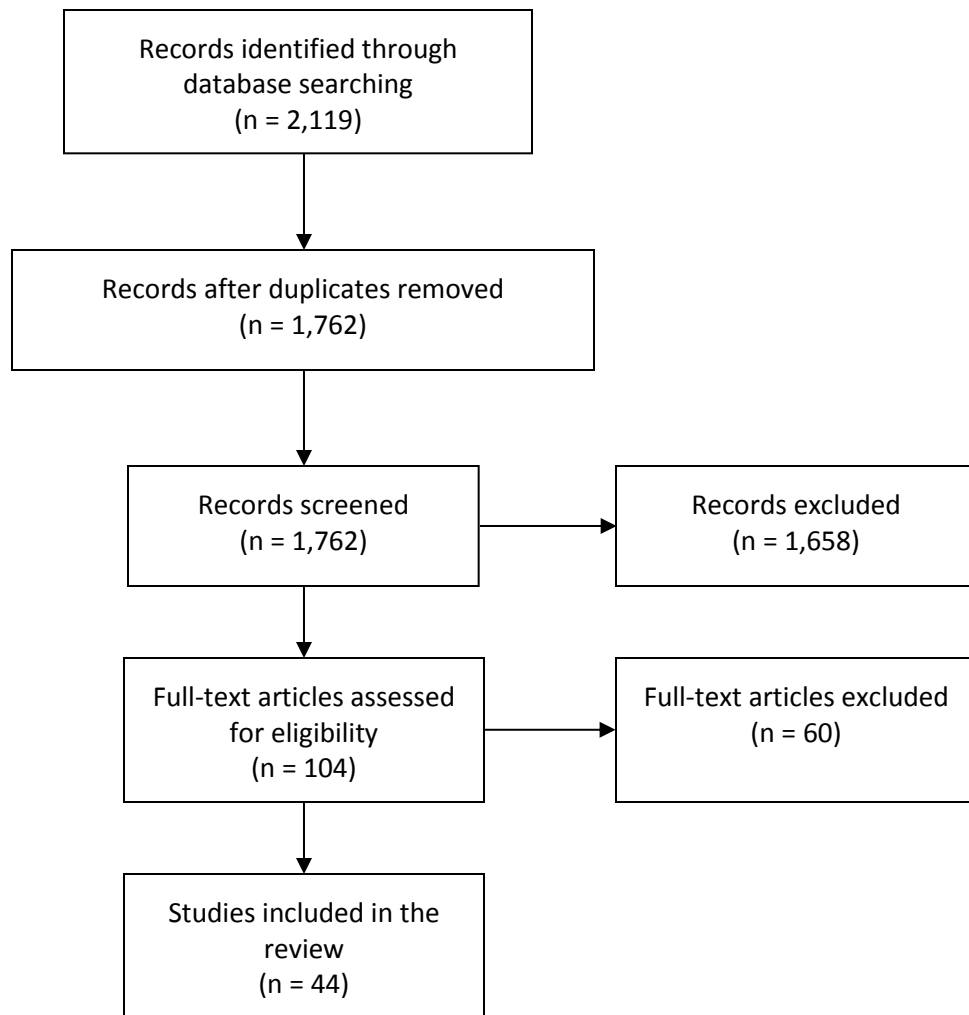 Records identified through
database searching
(n = 2,119)
Records after duplicates removed
(n = 1,762)
Records screened
(n = 1,762)
Records excluded
(n = 1,658)
Full-text articles assessed
for eligibility
(n = 104)
Full-text articles excluded
(n = 60)
Studies included in the
review
(n = 44)